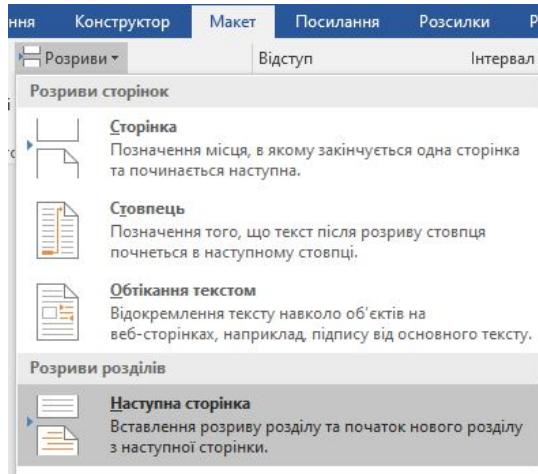 ння Конструктор Макет Посилання Розсилки Р
Розриви Відступ Інтервал
Розриви сторінок
Сторінка
Позначення місця, в якому закінчується одна сторінка
та починається наступна.
Стовпець
Позначення того, що текст після розриву стовпця
почнеться в наступному стовпці.
Обтікання текстом
Відокремлення тексту навколо об'єктів на
веб-сторінках, наприклад, підпису від основного тексту.
Розриви розділів
Наступна сторінка
Вставлення розриву розділу та початок нового розділу
з наступної сторінки.